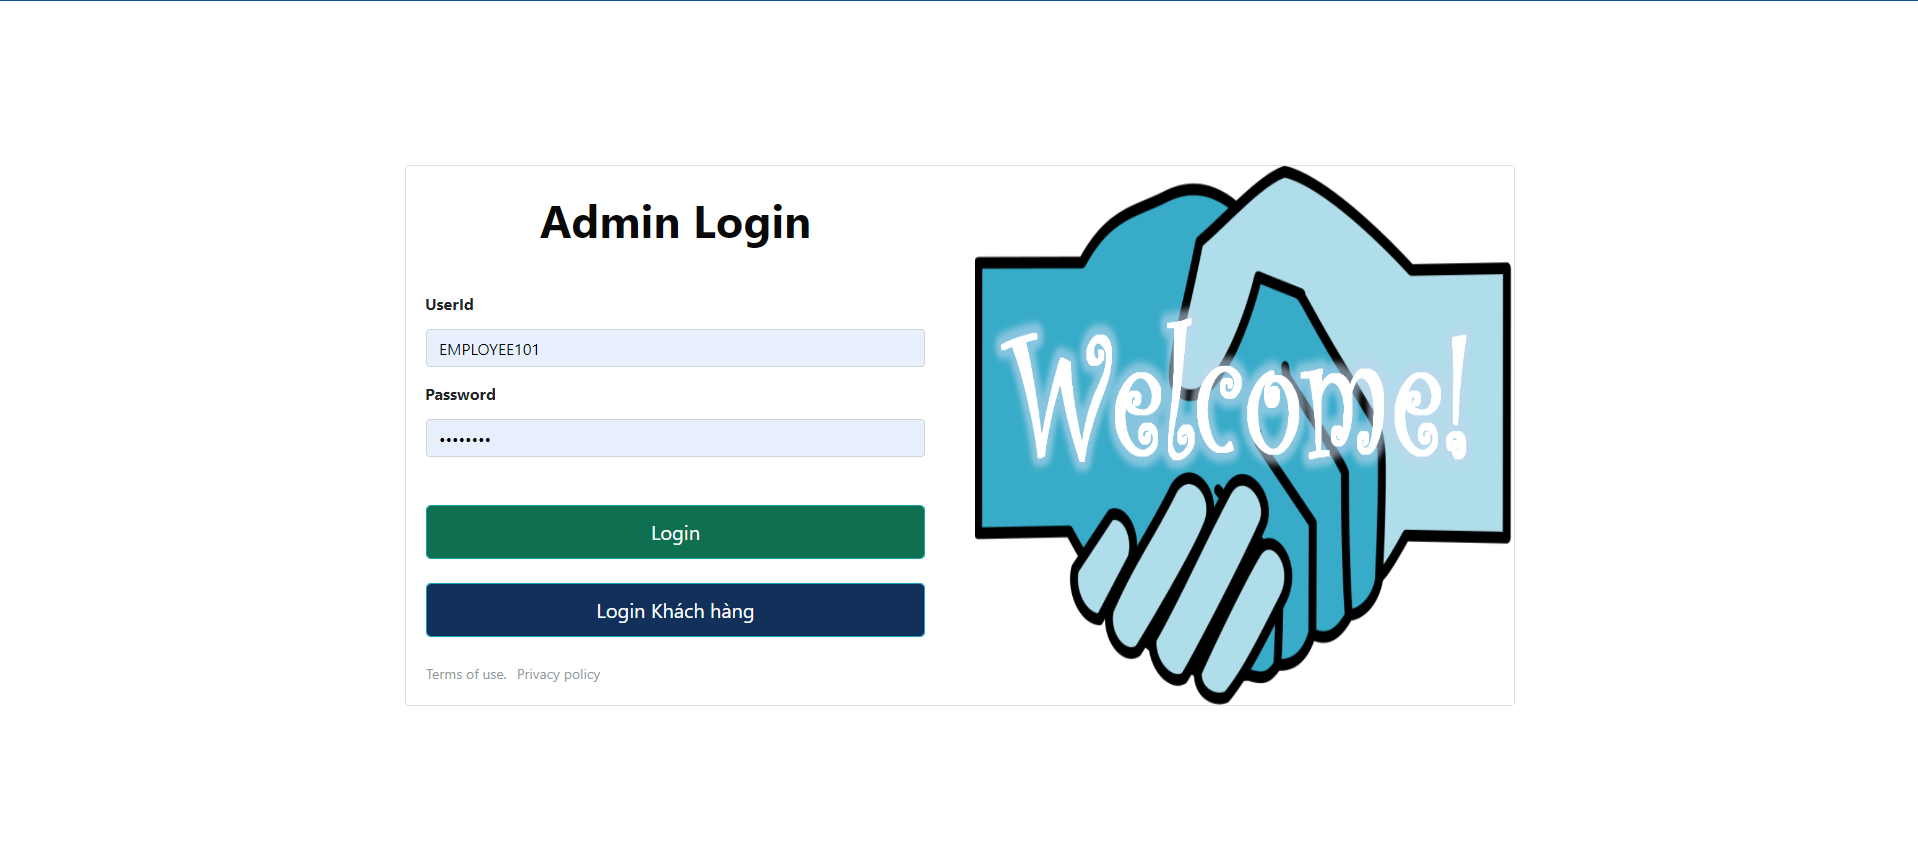 Admin Login
UserId
EMPLOYEE101
Password
••••••••
Login
Login Khách hàng
Terms of use. Privacy policy
Welcome!